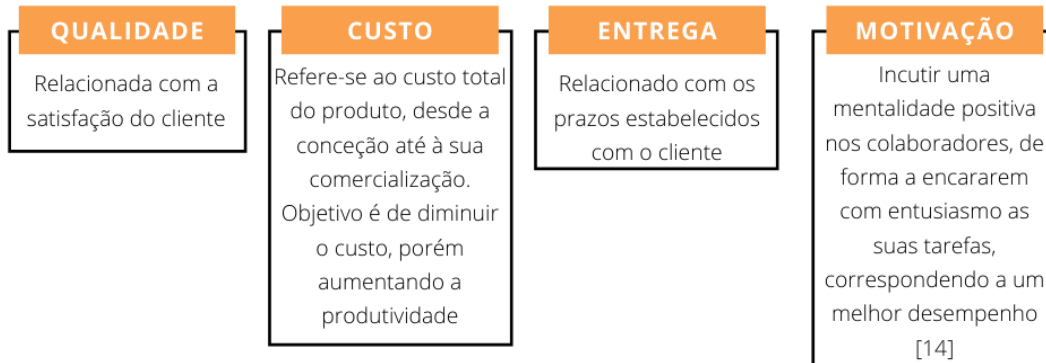 QUALIDADE
Relacionada com a
satisfação do cliente
CUSTO
Refere-se ao custo total
do produto, desde a
conceção até à sua
comercialização.
Objetivo é de diminuir
o custo, porém
aumentando a
produtividade
ENTREGA
Relacionado com os
prazos estabelecidos
com o cliente
MOTIVAÇÃO
Incutir uma
mentalidade positiva
nos colaboradores, de
forma a encararem
com entusiasmo as
suas tarefas,
correspondendo a um
melhor desempenho
[14]